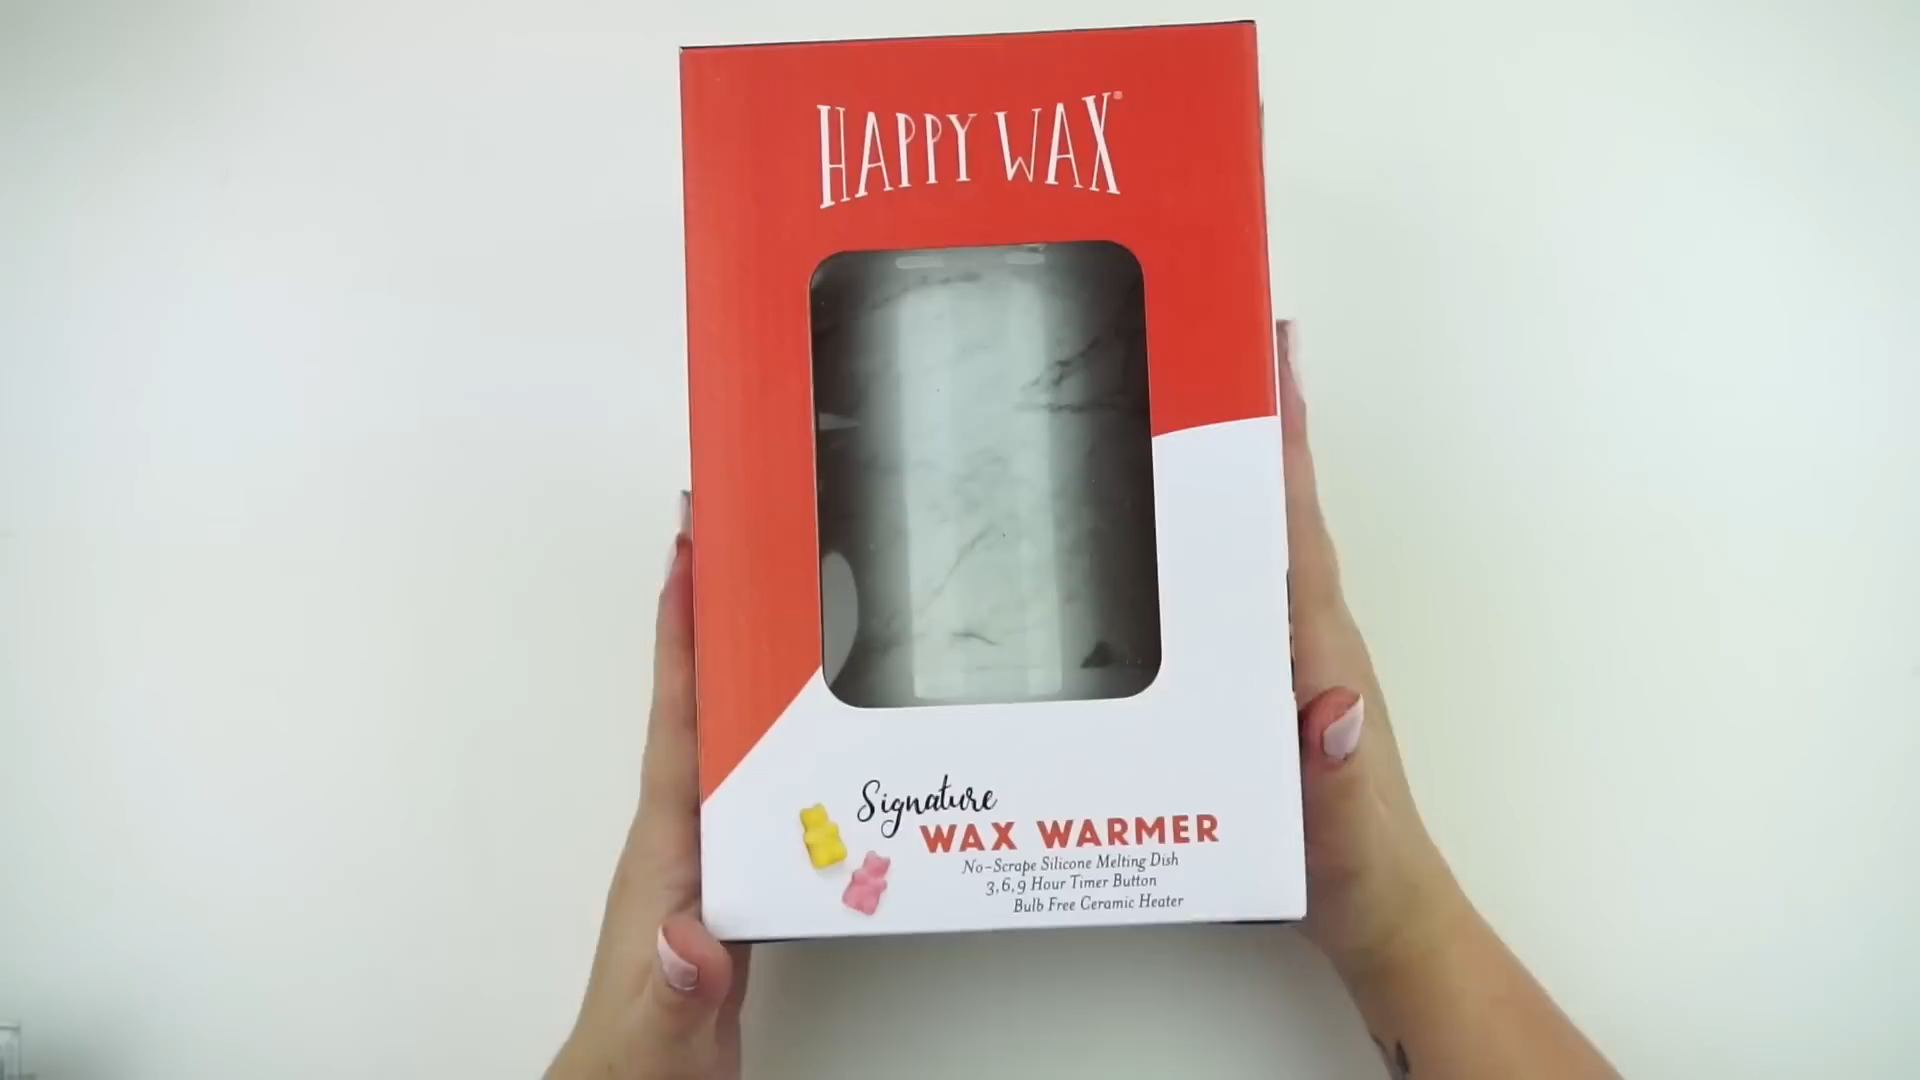 HAPPY WAX®
Signature
WAX WARMER
No-Scrape Silicone Melting Dish
3,6,9 Hour Timer Button
Bulb Free Ceramic Heater